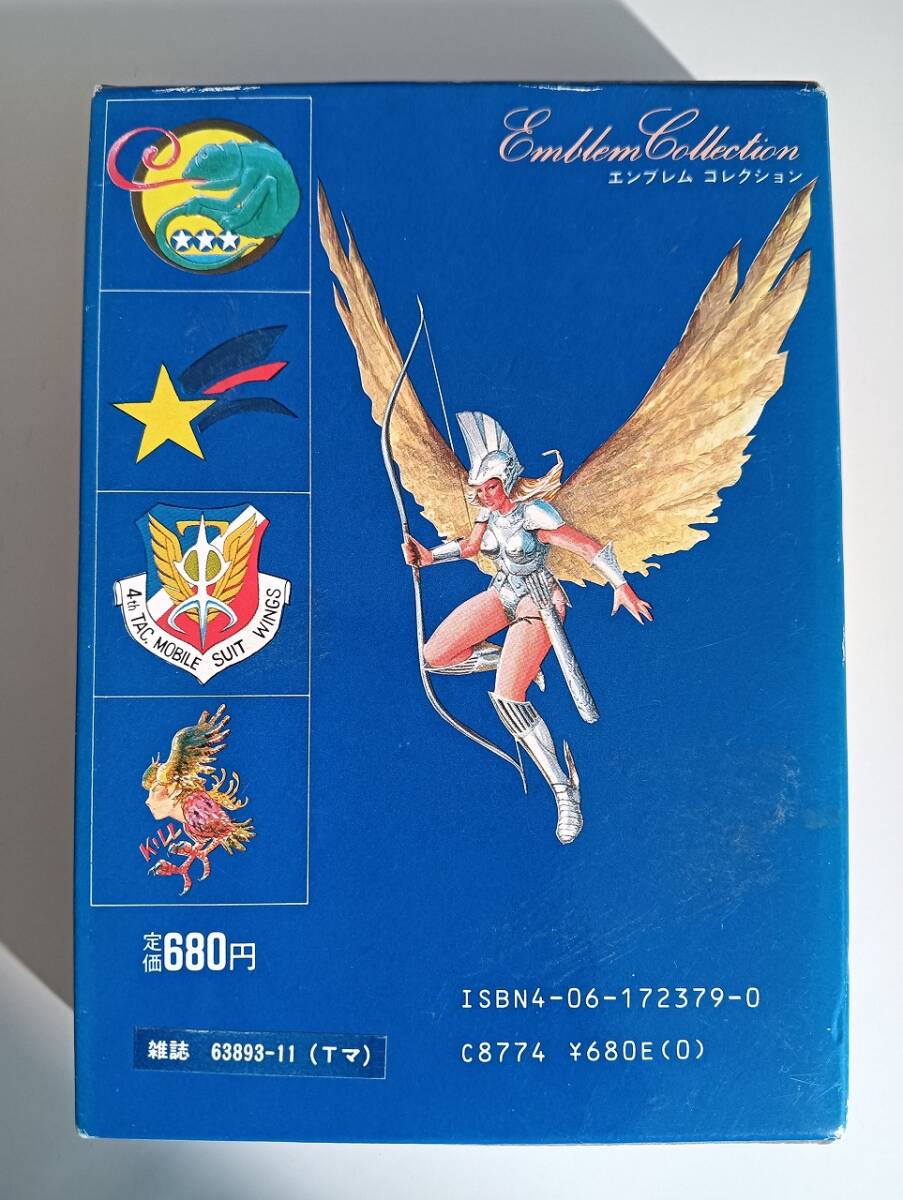 Emblem Collection
エンブレム コレクション
4th TAC. MOBILE SUIT WINGS
KILL
定価680円
ISBN4-06-172379-0
雑誌 63893-11 (Tマ)
C8774 ¥680E(0)